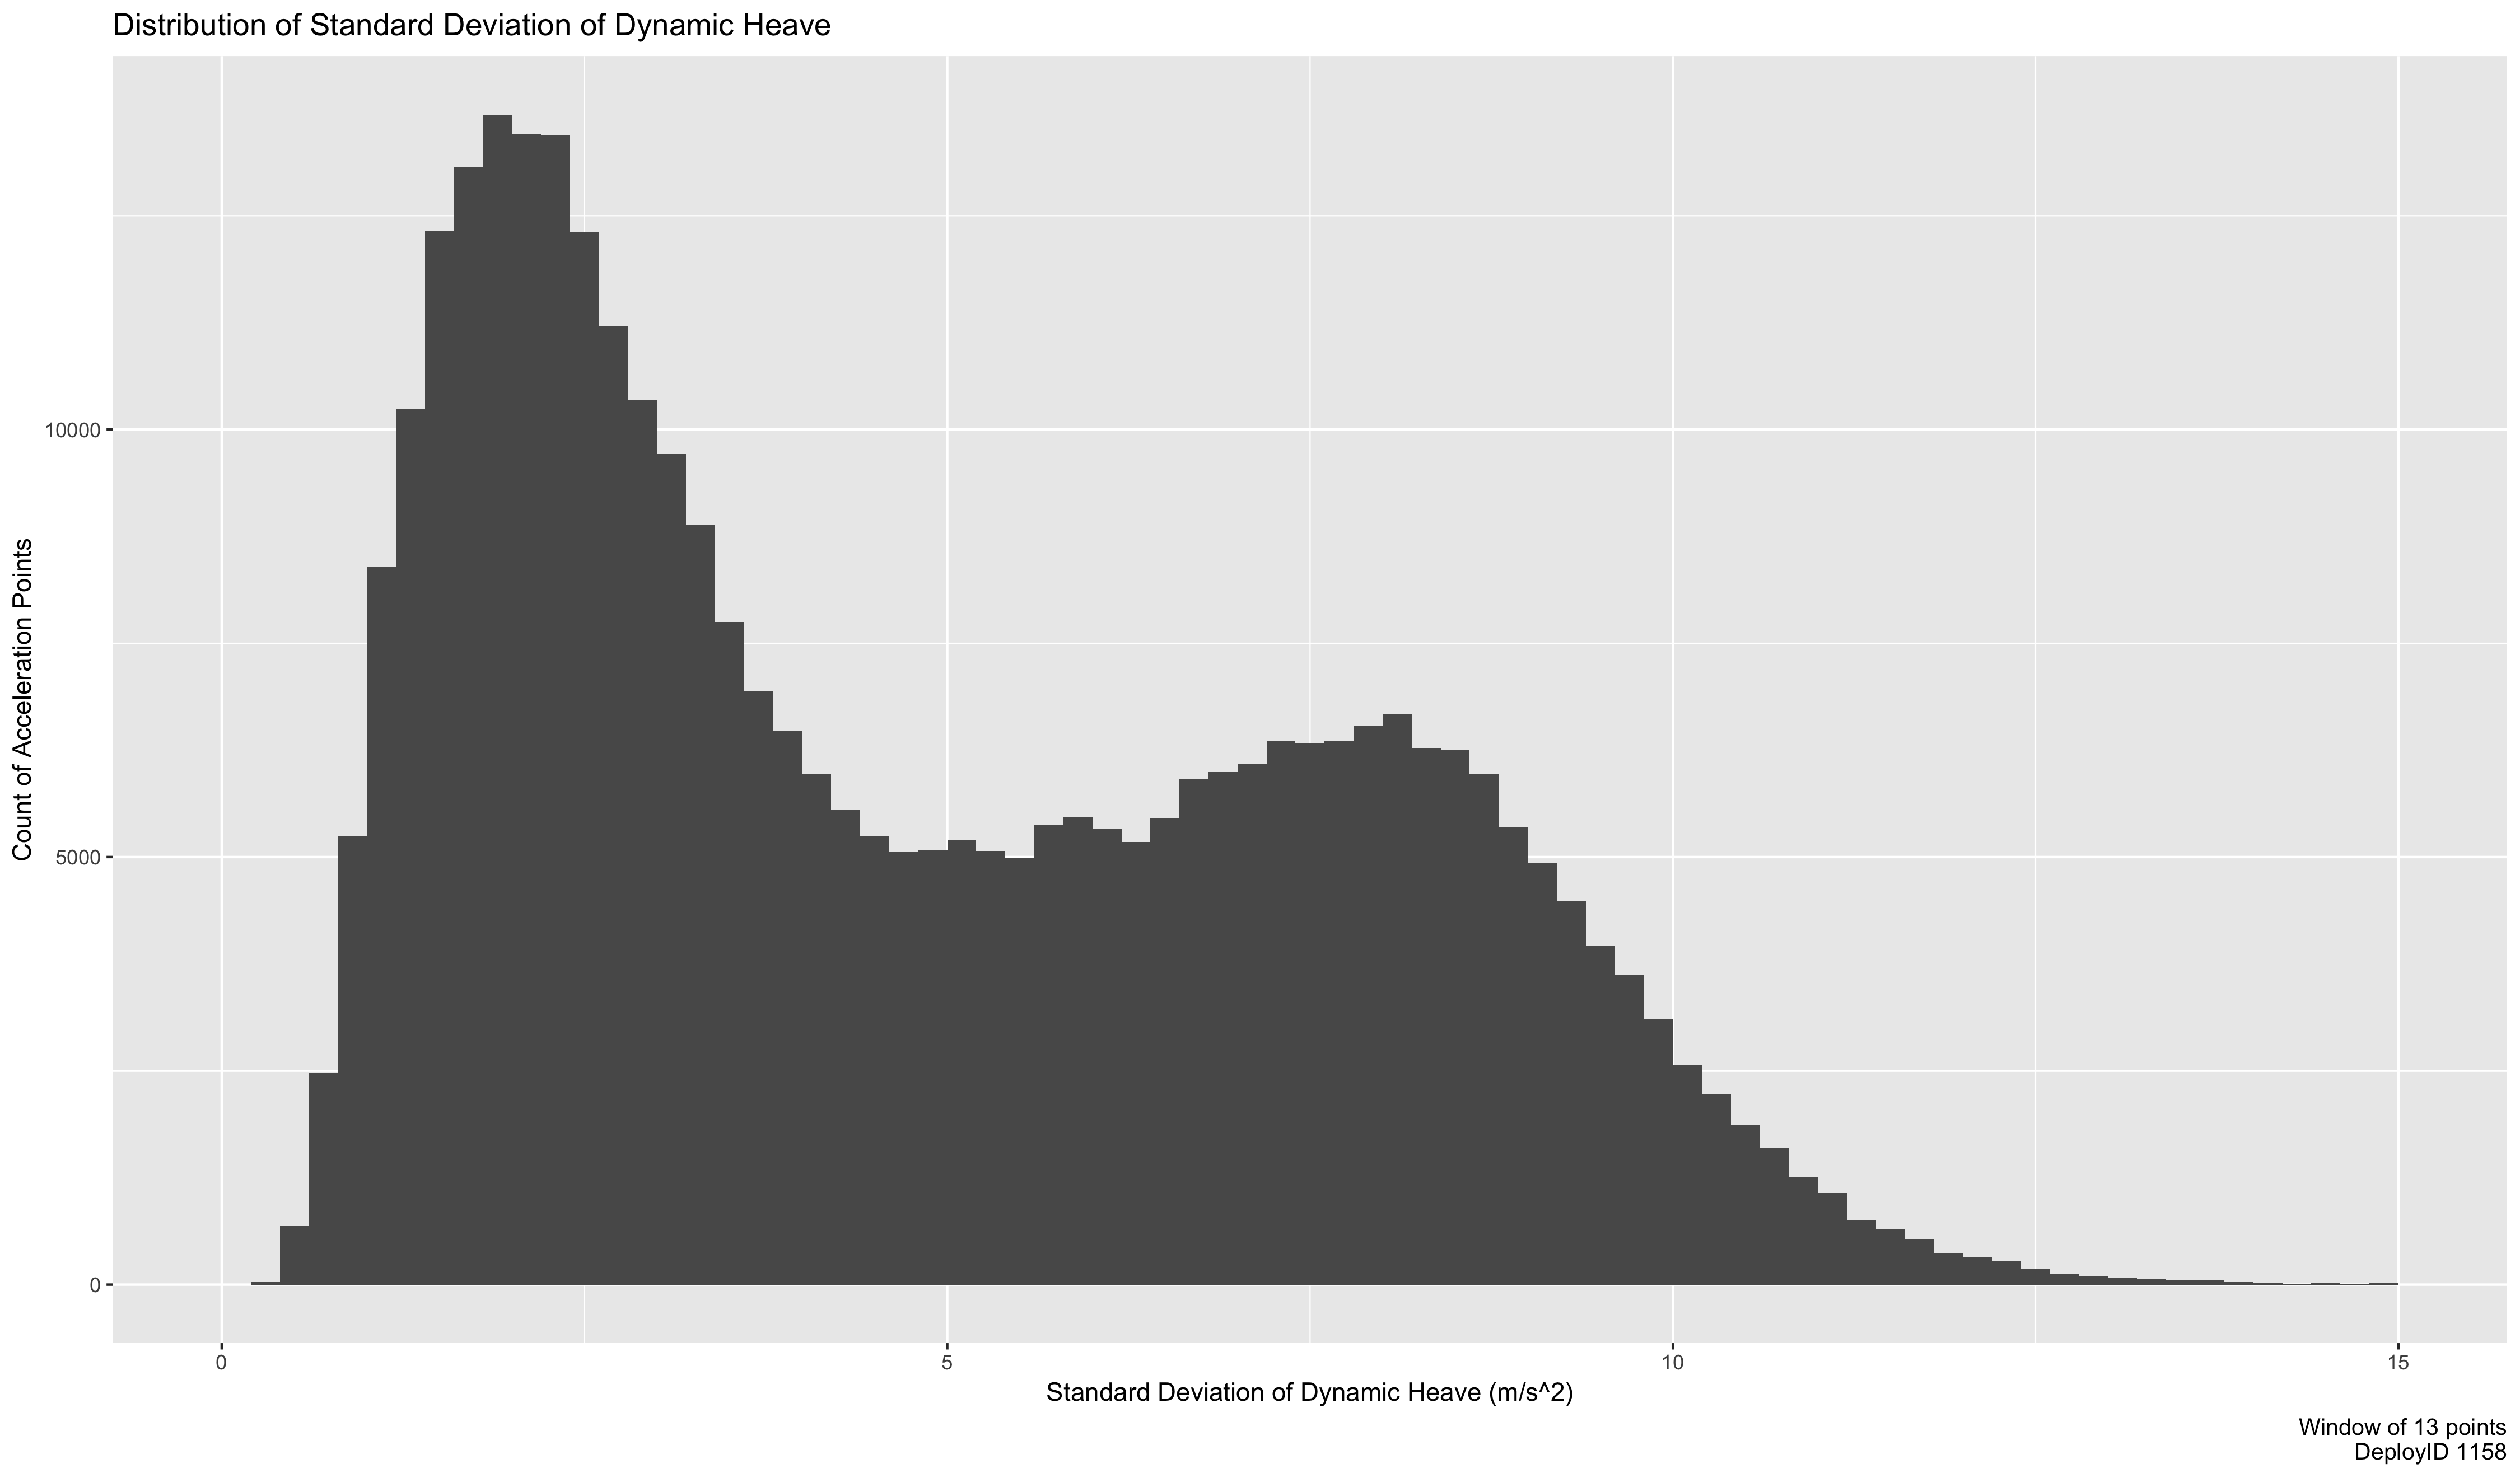 Distribution of Standard Deviation of Dynamic Heave
Count of Acceleration Points
10000
5000
0
0
5
10
15
Standard Deviation of Dynamic Heave (m/s^2)
Window of 13 points
DeployID 1158